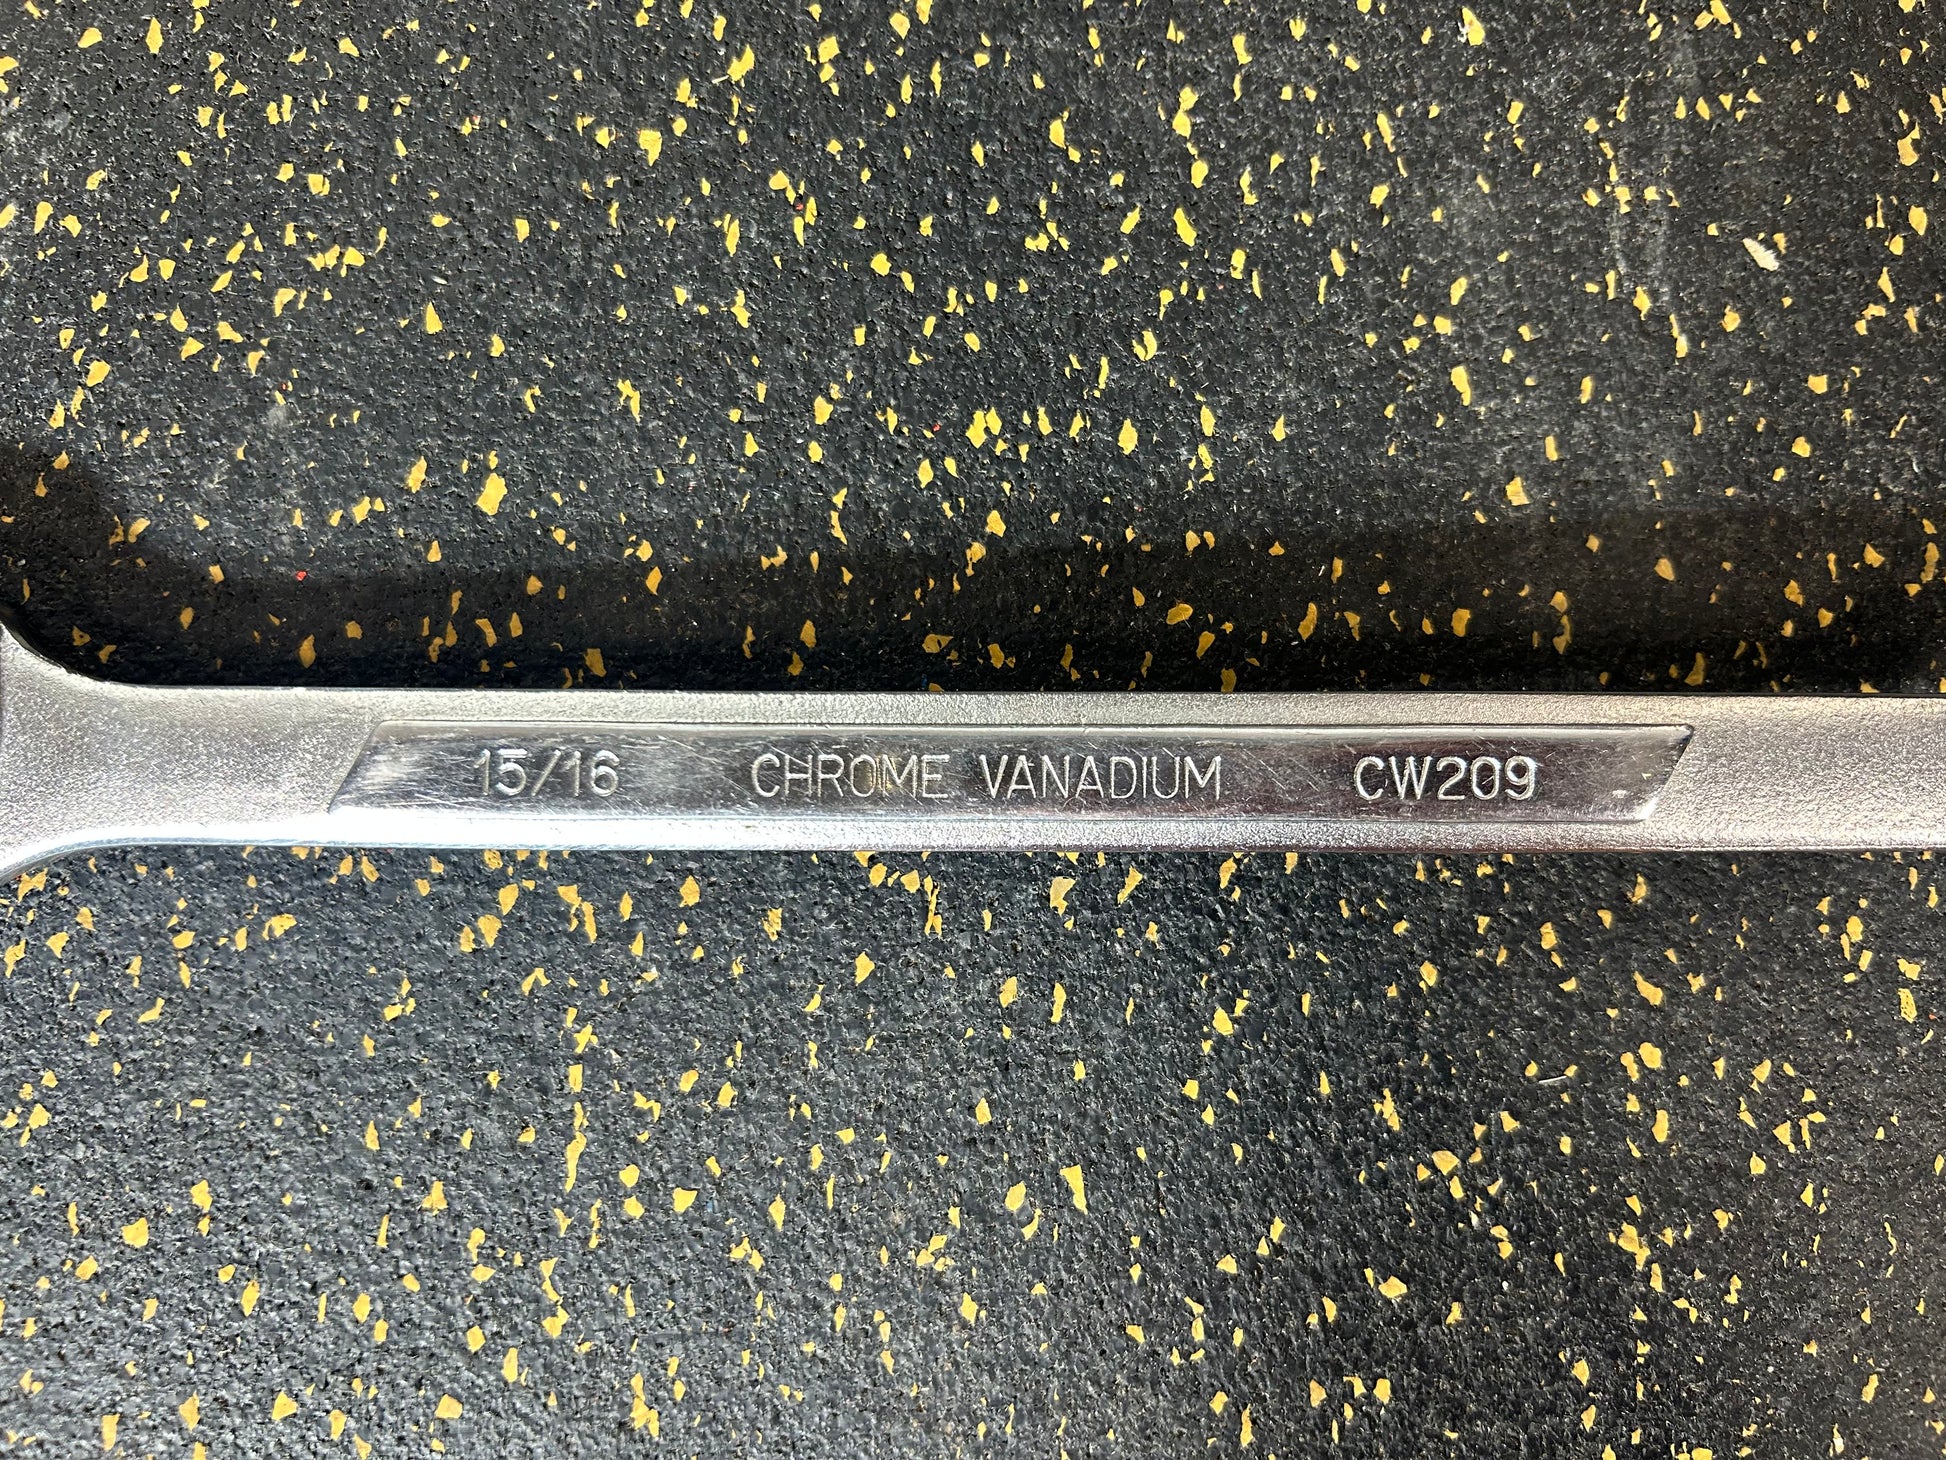 15/16 CHROME VANADIUM CW209